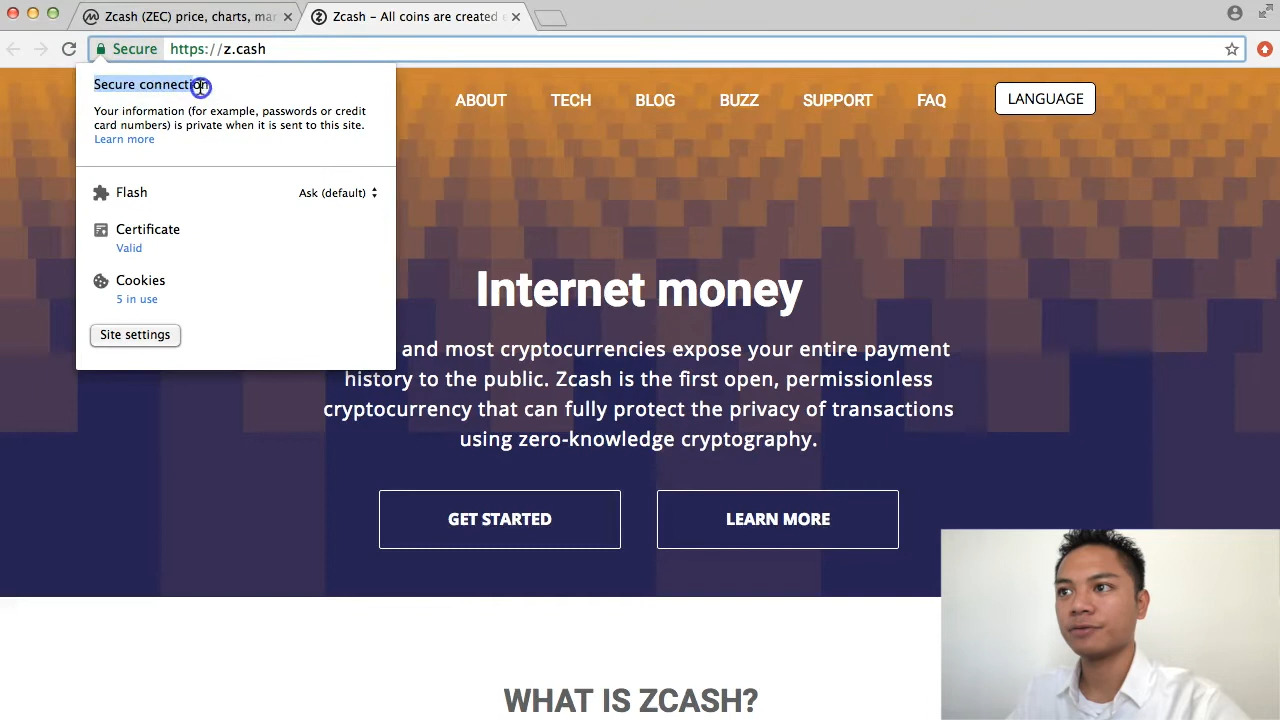 Zcash (ZEC) price, charts, mar
Zcash – All coins are created e
Secure https://z.cash
Secure connection
Your information (for example, passwords or credit
card numbers) is private when it is sent to this site.
Learn more
Flash Ask (default)
Certificate
Valid
Cookies
5 in use
Site settings
ABOUT TECH BLOG BUZZ SUPPORT FAQ LANGUAGE
Internet money
and most cryptocurrencies expose your entire payment
history to the public. Zcash is the first open, permissionless
cryptocurrency that can fully protect the privacy of transactions
using zero-knowledge cryptography.
GET STARTED LEARN MORE
WHAT IS ZCASH?